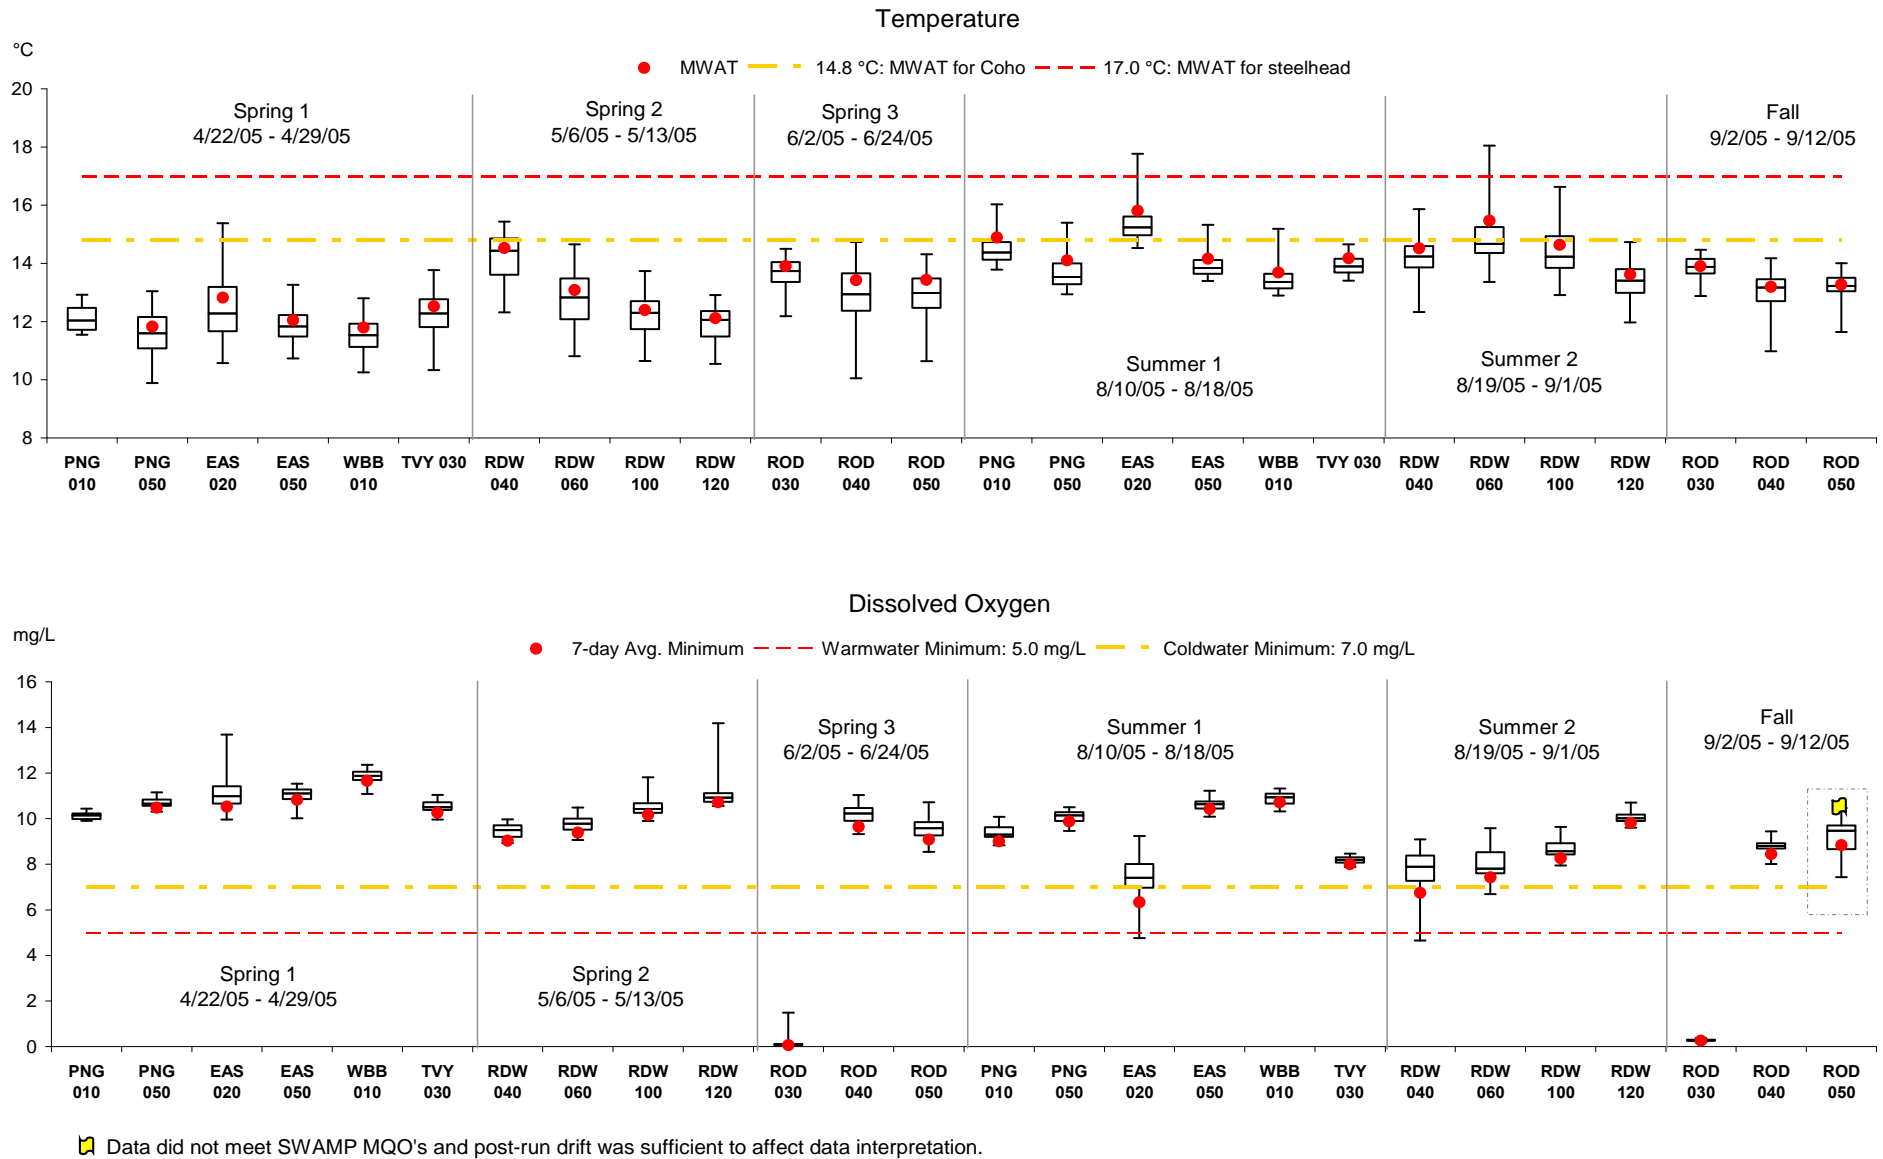 Temperature
°C
MWAT 14.8 °C: MWAT for Coho 17.0 °C: MWAT for steelhead
20
18
16
14
12
10
8
Spring 1
4/22/05 - 4/29/05
Spring 2
5/6/05 - 5/13/05
Spring 3
6/2/05 - 6/24/05
Summer 1
8/10/05 - 8/18/05
Summer 2
8/19/05 - 9/1/05
Fall
9/2/05 - 9/12/05
PNG PNG EAS EAS WBB TVY 030 RDW RDW RDW RDW ROD ROD ROD PNG PNG EAS EAS WBB TVY 030 RDW RDW RDW RDW ROD ROD ROD
010 050 020 050 010 040 060 100 120 030 040 050 010 050 020 050 010 040 060 100 120 030 040 050
Dissolved Oxygen
mg/L
7-day Avg. Minimum Warmwater Minimum: 5.0 mg/L Coldwater Minimum: 7.0 mg/L
16
14
12
10
8
6
4
2
0
Spring 1
4/22/05 - 4/29/05
Spring 2
5/6/05 - 5/13/05
Spring 3
6/2/05 - 6/24/05
Summer 1
8/10/05 - 8/18/05
Summer 2
8/19/05 - 9/1/05
Fall
9/2/05 - 9/12/05
PNG PNG EAS EAS WBB TVY RDW RDW RDW RDW ROD ROD ROD PNG PNG EAS EAS WBB TVY RDW RDW RDW RDW ROD ROD ROD
010 050 020 050 010 030 040 060 100 120 030 040 050 010 050 020 050 010 030 040 060 100 120 030 040 050
Data did not meet SWAMP MQO's and post-run drift was sufficient to affect data interpretation.